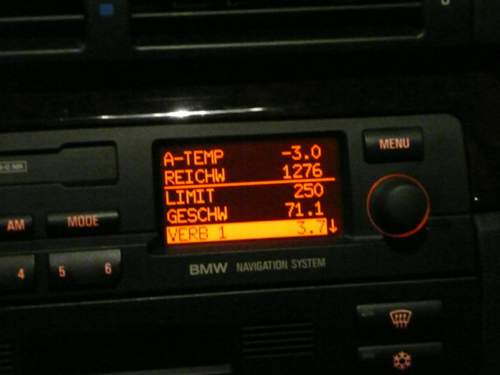 A-TEMP -3.0
REICHW 1276
LIMIT 250
GESCHW 71.1
VERB 1 3.7↓
MENU
AM
MODE
4
5 6
BMW NAVIGATION SYSTEM